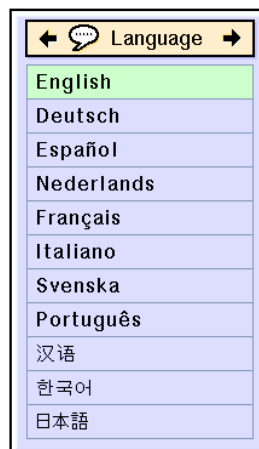 Language
English
Deutsch
Español
Nederlands
Français
Italiano
Svenska
Português
汉语
한국어
日本語